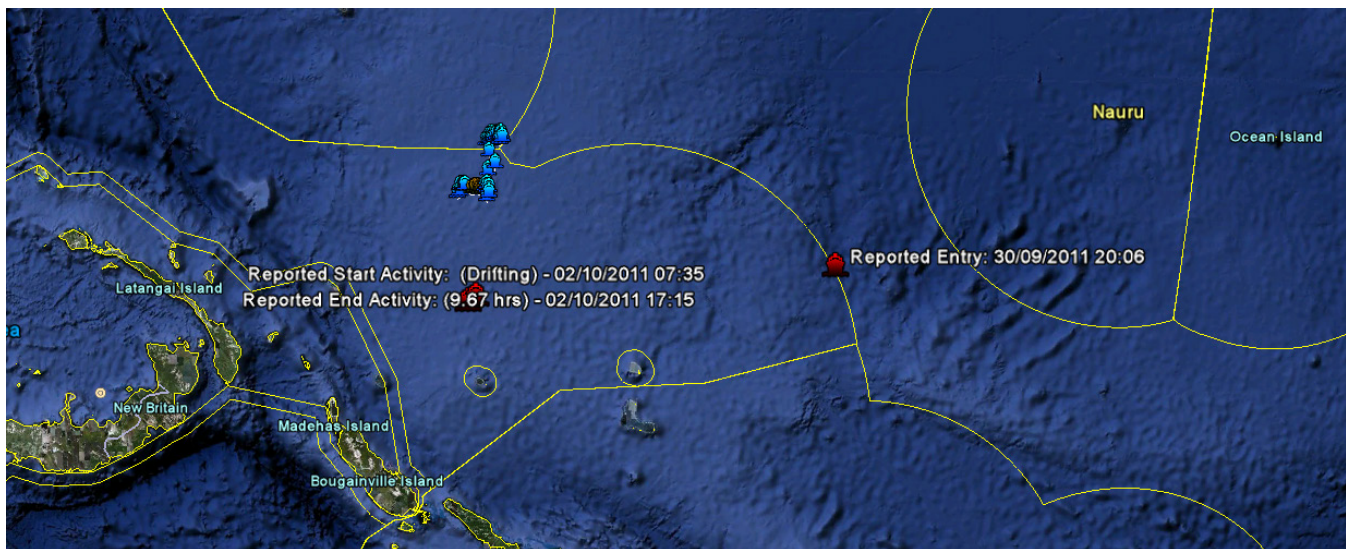 Nauru
Ocean Island
Reported Entry: 30/09/2011 20:06
Reported Start Activity: (Drifting) - 02/10/2011 07:35
Latangai Island
Reported End Activity: (9.67 hrs) - 02/10/2011 17:15
ea
New Britain
Madehas Island
Bougainville Island